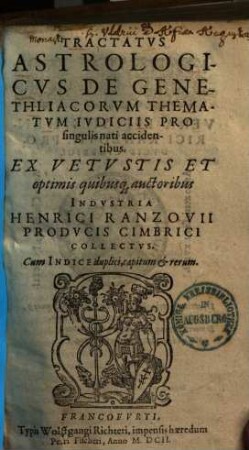 TRACTATVS
ASTROLOGI-
CVS DE GENE-
THLIACORVM THEMA-
TVM IVDICIIS PRO
singulis nati acciden-
tibus.
EX VETVSTIS ET
optimis quibusq; auctoribus
INDVSTRIA
HENRICI RANZOVII
PRODVCIS CIMBRICI
COLLECTVS.
Cum INDICE duplici, capitum & rerum.
IN
FRANCOFVRTI,
Typis Wolffgangi Richteri, impensis hæredum
Petri Fischeri, Anno M. DCII.